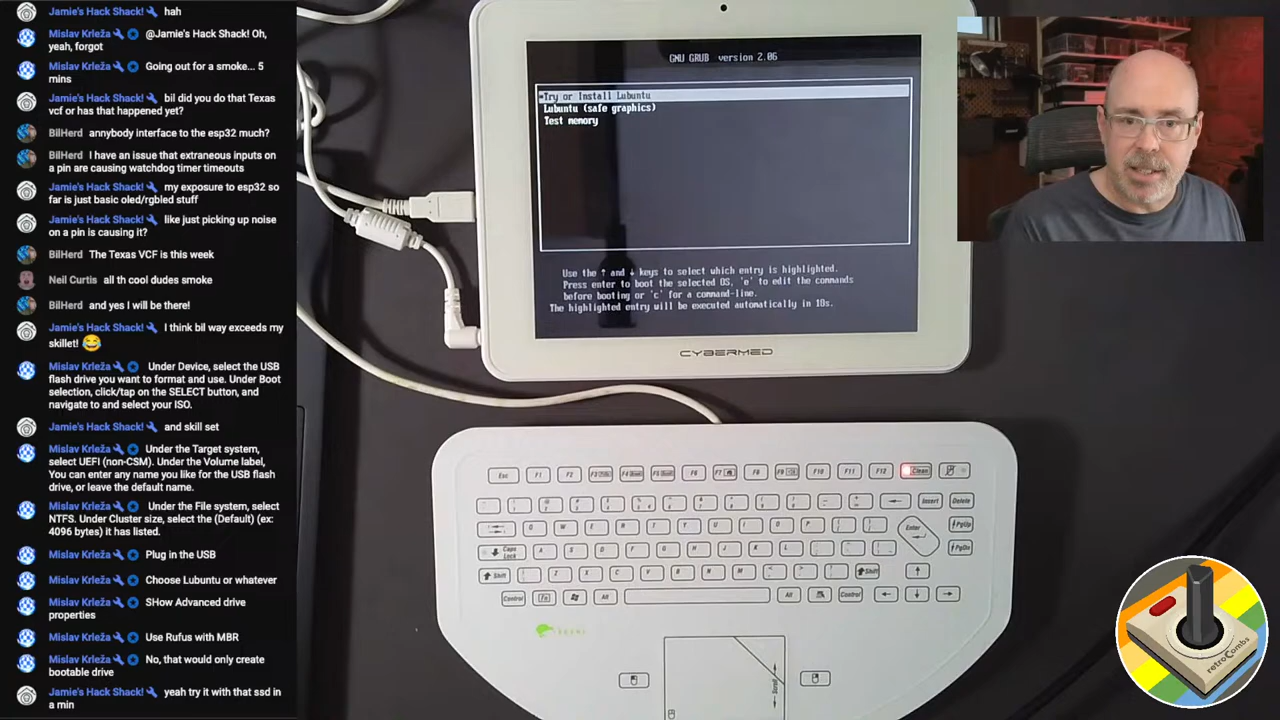 Jamie's Hack Shack! hah
Mislav Krleža @Jamie's Hack Shack! Oh,
yeah, forgot
Mislav Krleža Going out for a smoke... 5
mins
Jamie's Hack Shack! bil did you do that Texas
vcf or has that happened yet?
BilHerd annybody interface to the esp32 much?
BilHerd I have an issue that extraneous inputs on
a pin are causing watchdog timer timeouts
Jamie's Hack Shack! my exposure to esp32 so
far is just basic oled/rgbled stuff
Jamie's Hack Shack! like just picking up noise
on a pin is causing it?
BilHerd The Texas VCF is this week
Neil Curtis all th cool dudes smoke
BilHerd and yes I will be there!
Jamie's Hack Shack! I think bil way exceeds my
skillet! 😂
Mislav Krleža Under Device, select the USB
flash drive you want to format and use. Under Boot
selection, click/tap on the SELECT button, and
navigate to and select your ISO.
Jamie's Hack Shack! and skill set
Mislav Krleža Under the Target system,
select UEFI (non-CSM). Under the Volume label,
You can enter any name you like for the USB flash
drive, or leave the default name.
Mislav Krleža Under the File system, select
NTFS. Under Cluster size, select the (Default) (ex:
4096 bytes) it has listed.
Mislav Krleža Plug in the USB
Mislav Krleža Choose Lubuntu or whatever
Mislav Krleža SHow Advanced drive
properties
Mislav Krleža Use Rufus with MBR
Mislav Krleža No, that would only create
bootable drive
Jamie's Hack Shack! yeah try it with that ssd in
a min
GNU GRUB version 2.06
*Try or Install Lubuntu
Lubuntu (safe graphics)
Test memory
Use the ↑ and ↓ keys to select which entry is highlighted.
Press enter to boot the selected OS, 'e' to edit the commands
before booting or 'c' for a command-line.
The highlighted entry will be executed automatically in 18s.
CYBERMED
Esc F1 F2 F3 F4 F5 F6 F7 F8 F9 F10 F11 F12 Clean
Insert Delete
Q W E R T Y U I O P Enter PgUp
Caps Lock A S D F G H J K L PgDn
Shift Z X C V B N M Shift
Control Fn Alt Alt Control
Scroll
retroCombs